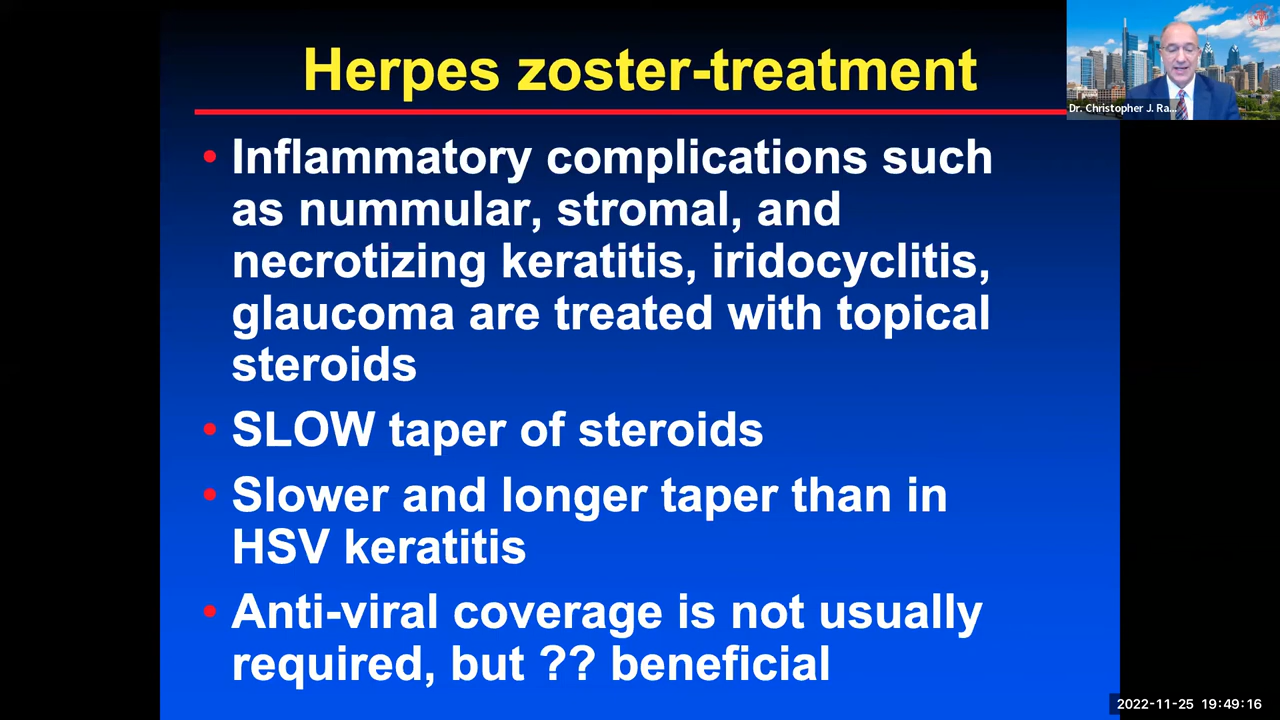 Herpes zoster-treatment
Dr. Christopher J. Ra...
• Inflammatory complications such
as nummular, stromal, and
necrotizing keratitis, iridocyclitis,
glaucoma are treated with topical
steroids
• SLOW taper of steroids
• Slower and longer taper than in
HSV keratitis
• Anti-viral coverage is not usually
required, but ?? beneficial
2022-11-25 19:49:16